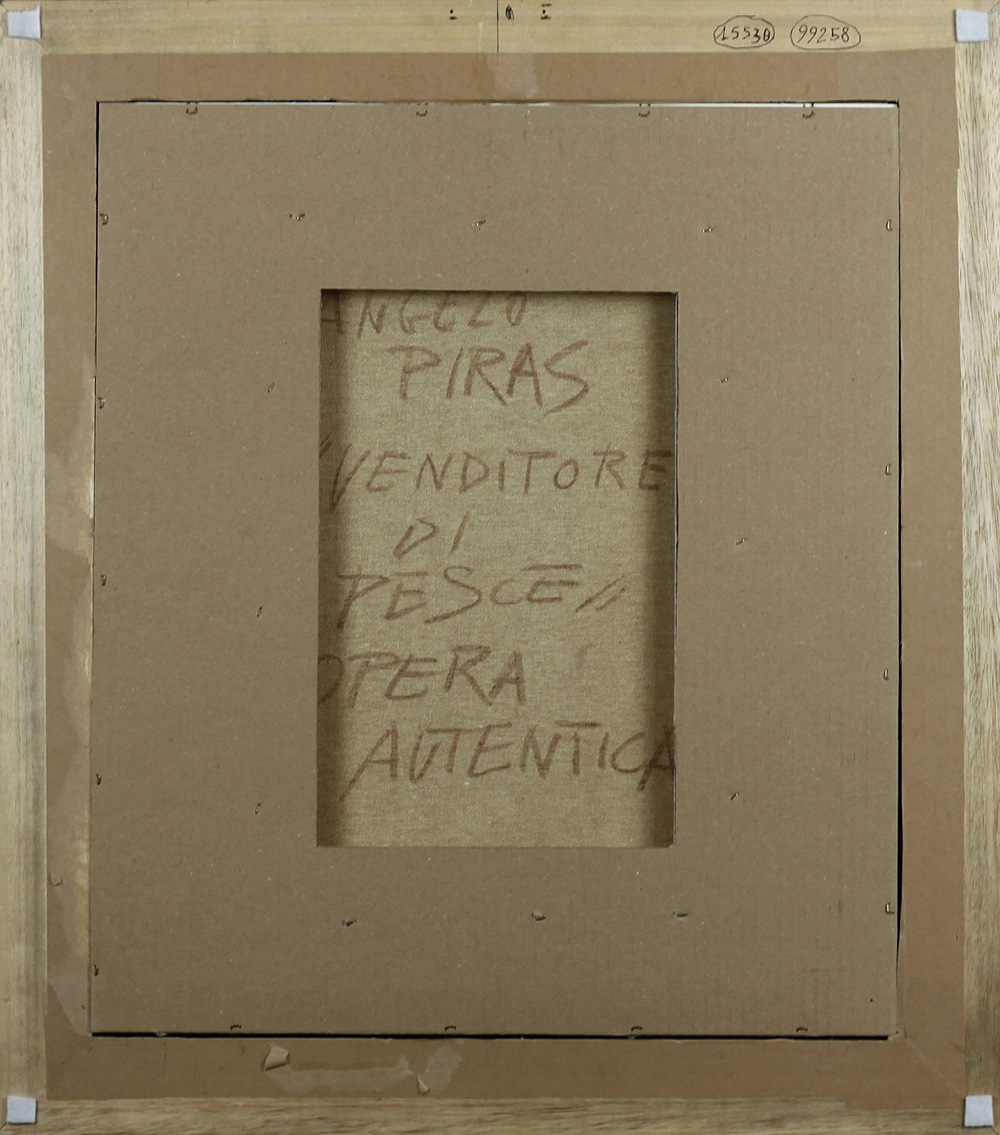 15530 99258
ANGELO
PIRAS
"VENDITORE
DI
PESCE"
OPERA
AUTENTICA